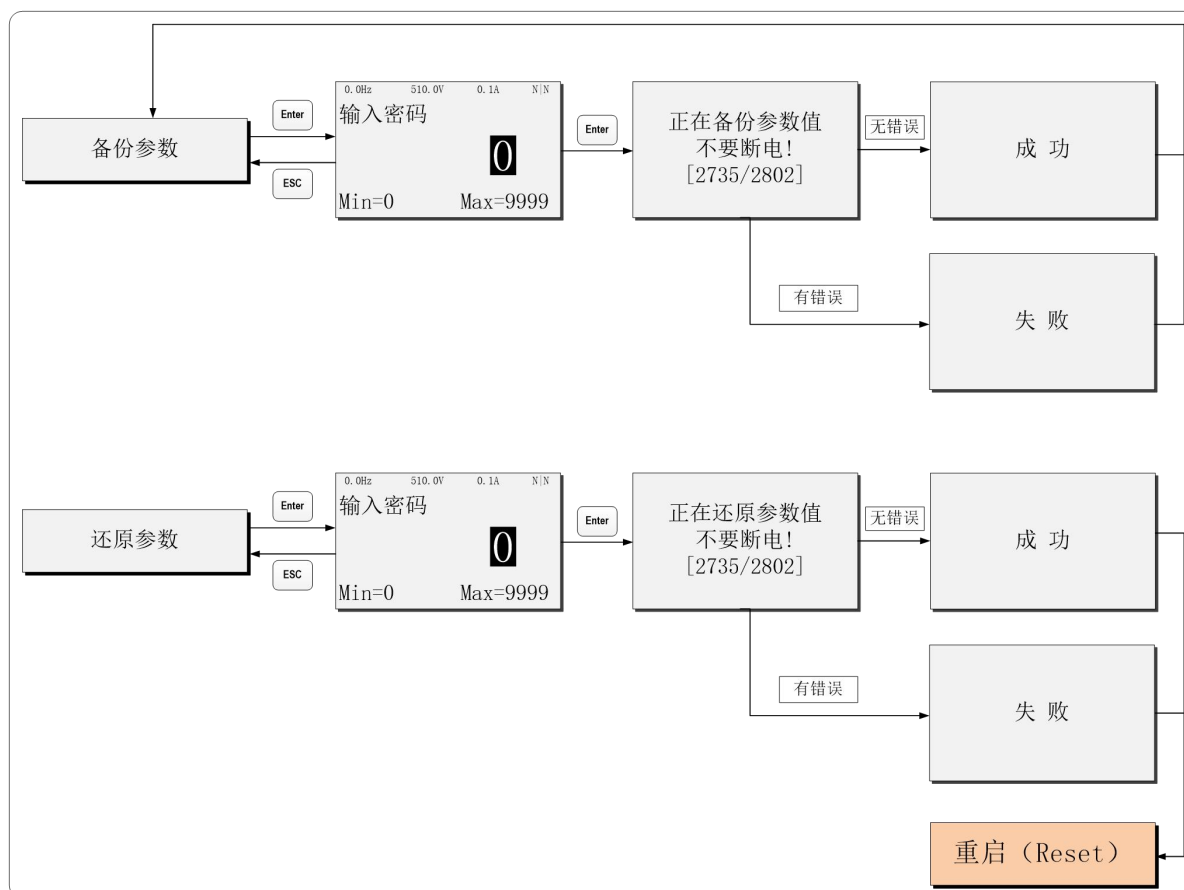 备份参数
Enter
ESC
0.0Hz 510.0V 0.1A N|N
输入密码
0
Min=0 Max=9999
Enter
正在备份参数值
不要断电!
[2735/2802]
无错误
成 功
有错误
失 败
还原参数
Enter
ESC
0.0Hz 510.0V 0.1A N|N
输入密码
0
Min=0 Max=9999
Enter
正在还原参数值
不要断电!
[2735/2802]
无错误
成 功
有错误
失 败
重启（Reset）